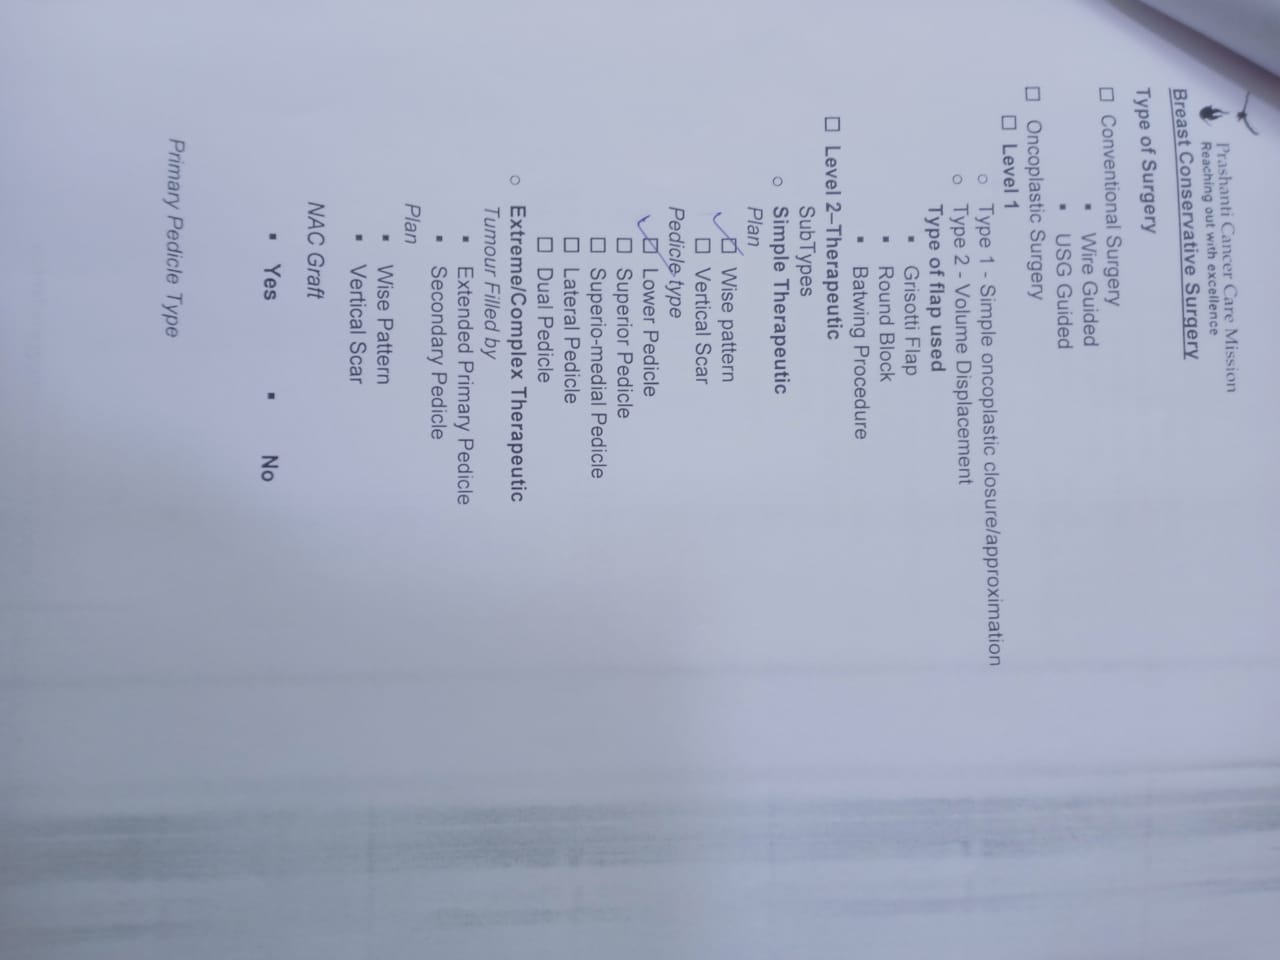 Prashanti Cancer Care Mission
Reaching out with excellence
Breast Conservative Surgery
Type of Surgery
☐ Conventional Surgery
▪ Wire Guided
▪ USG Guided
☐ Oncoplastic Surgery
☐ Level 1
○ Type 1 - Simple oncoplastic closure/approximation
○ Type 2 - Volume Displacement
Type of flap used
▪ Grisotti Flap
▪ Round Block
▪ Batwing Procedure
☐ Level 2–Therapeutic
SubTypes
○ Simple Therapeutic
Plan
☑ Wise pattern
☐ Vertical Scar
Pedicle type
☑ Lower Pedicle
☐ Superior Pedicle
☐ Superio-medial Pedicle
☐ Lateral Pedicle
☐ Dual Pedicle
○ Extreme/Complex Therapeutic
Tumour Filled by
▪ Extended Primary Pedicle
▪ Secondary Pedicle
Plan
▪ Wise Pattern
▪ Vertical Scar
NAC Graft
▪ Yes ▪ No
Primary Pedicle Type